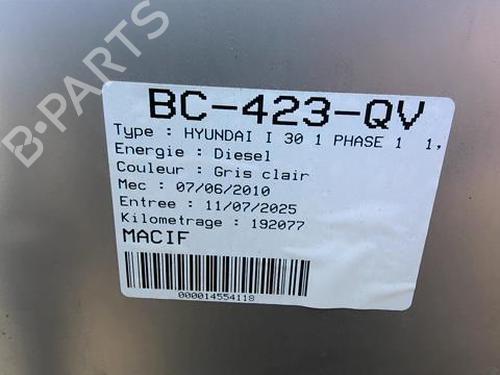 B-PARTS
BC-423-QV
Type : HYUNDAI I 30 1 PHASE 1 1,
Energie : Diesel
Couleur : Gris clair
Mec : 07/06/2010
Entree : 11/07/2025
Kilometrage : 192077
MACIF
000014554118